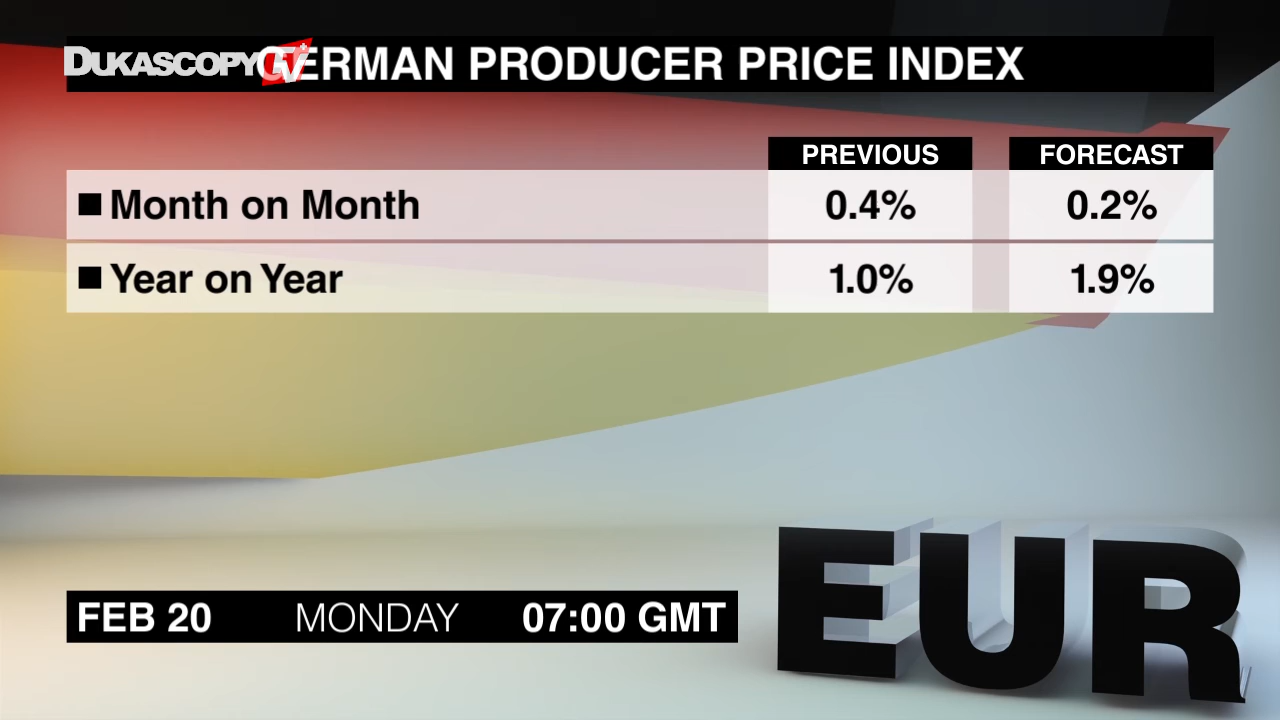 DUKASCOPY TV
GERMAN PRODUCER PRICE INDEX
PREVIOUS FORECAST
Month on Month 0.4% 0.2%
Year on Year 1.0% 1.9%
FEB 20 MONDAY 07:00 GMT
EUR